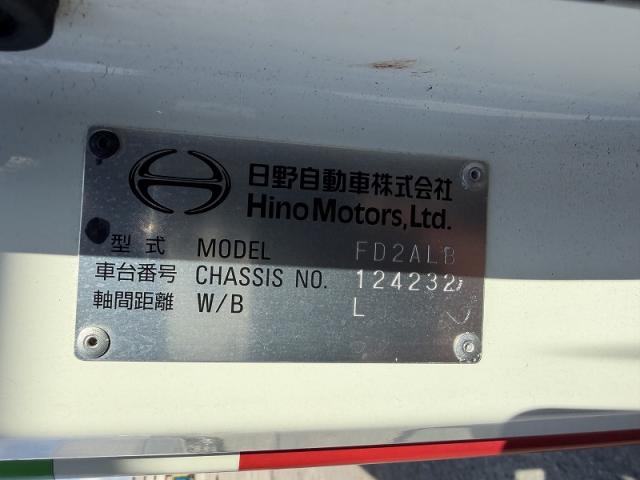 日野自動車株式会社
Hino Motors, Ltd.
型式 MODEL FD2ALB
車台番号 CHASSIS NO. 124232
軸間距離 W/B L